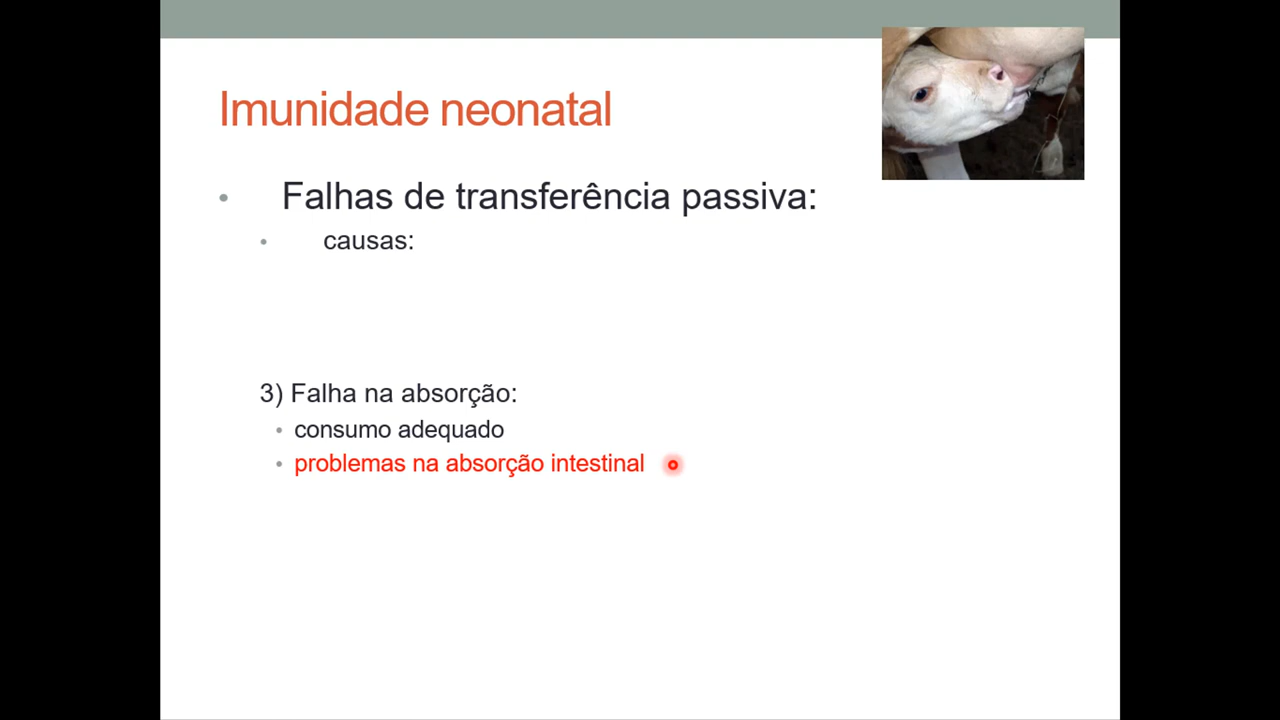 Imunidade neonatal
• Falhas de transferência passiva:
• causas:
3) Falha na absorção:
• consumo adequado
• problemas na absorção intestinal